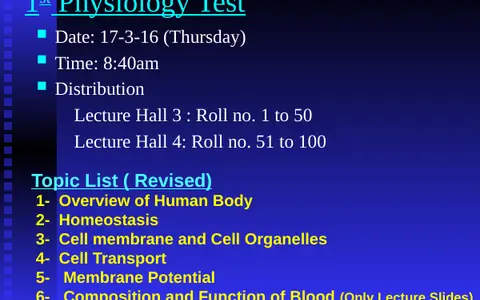 1st Physiology Test
Date: 17-3-16 (Thursday)
Time: 8:40am
Distribution
Lecture Hall 3 : Roll no. 1 to 50
Lecture Hall 4: Roll no. 51 to 100
Topic List ( Revised)
1- Overview of Human Body
2- Homeostasis
3- Cell membrane and Cell Organelles
4- Cell Transport
5- Membrane Potential
6- Composition and Function of Blood (Only Lecture Slides)